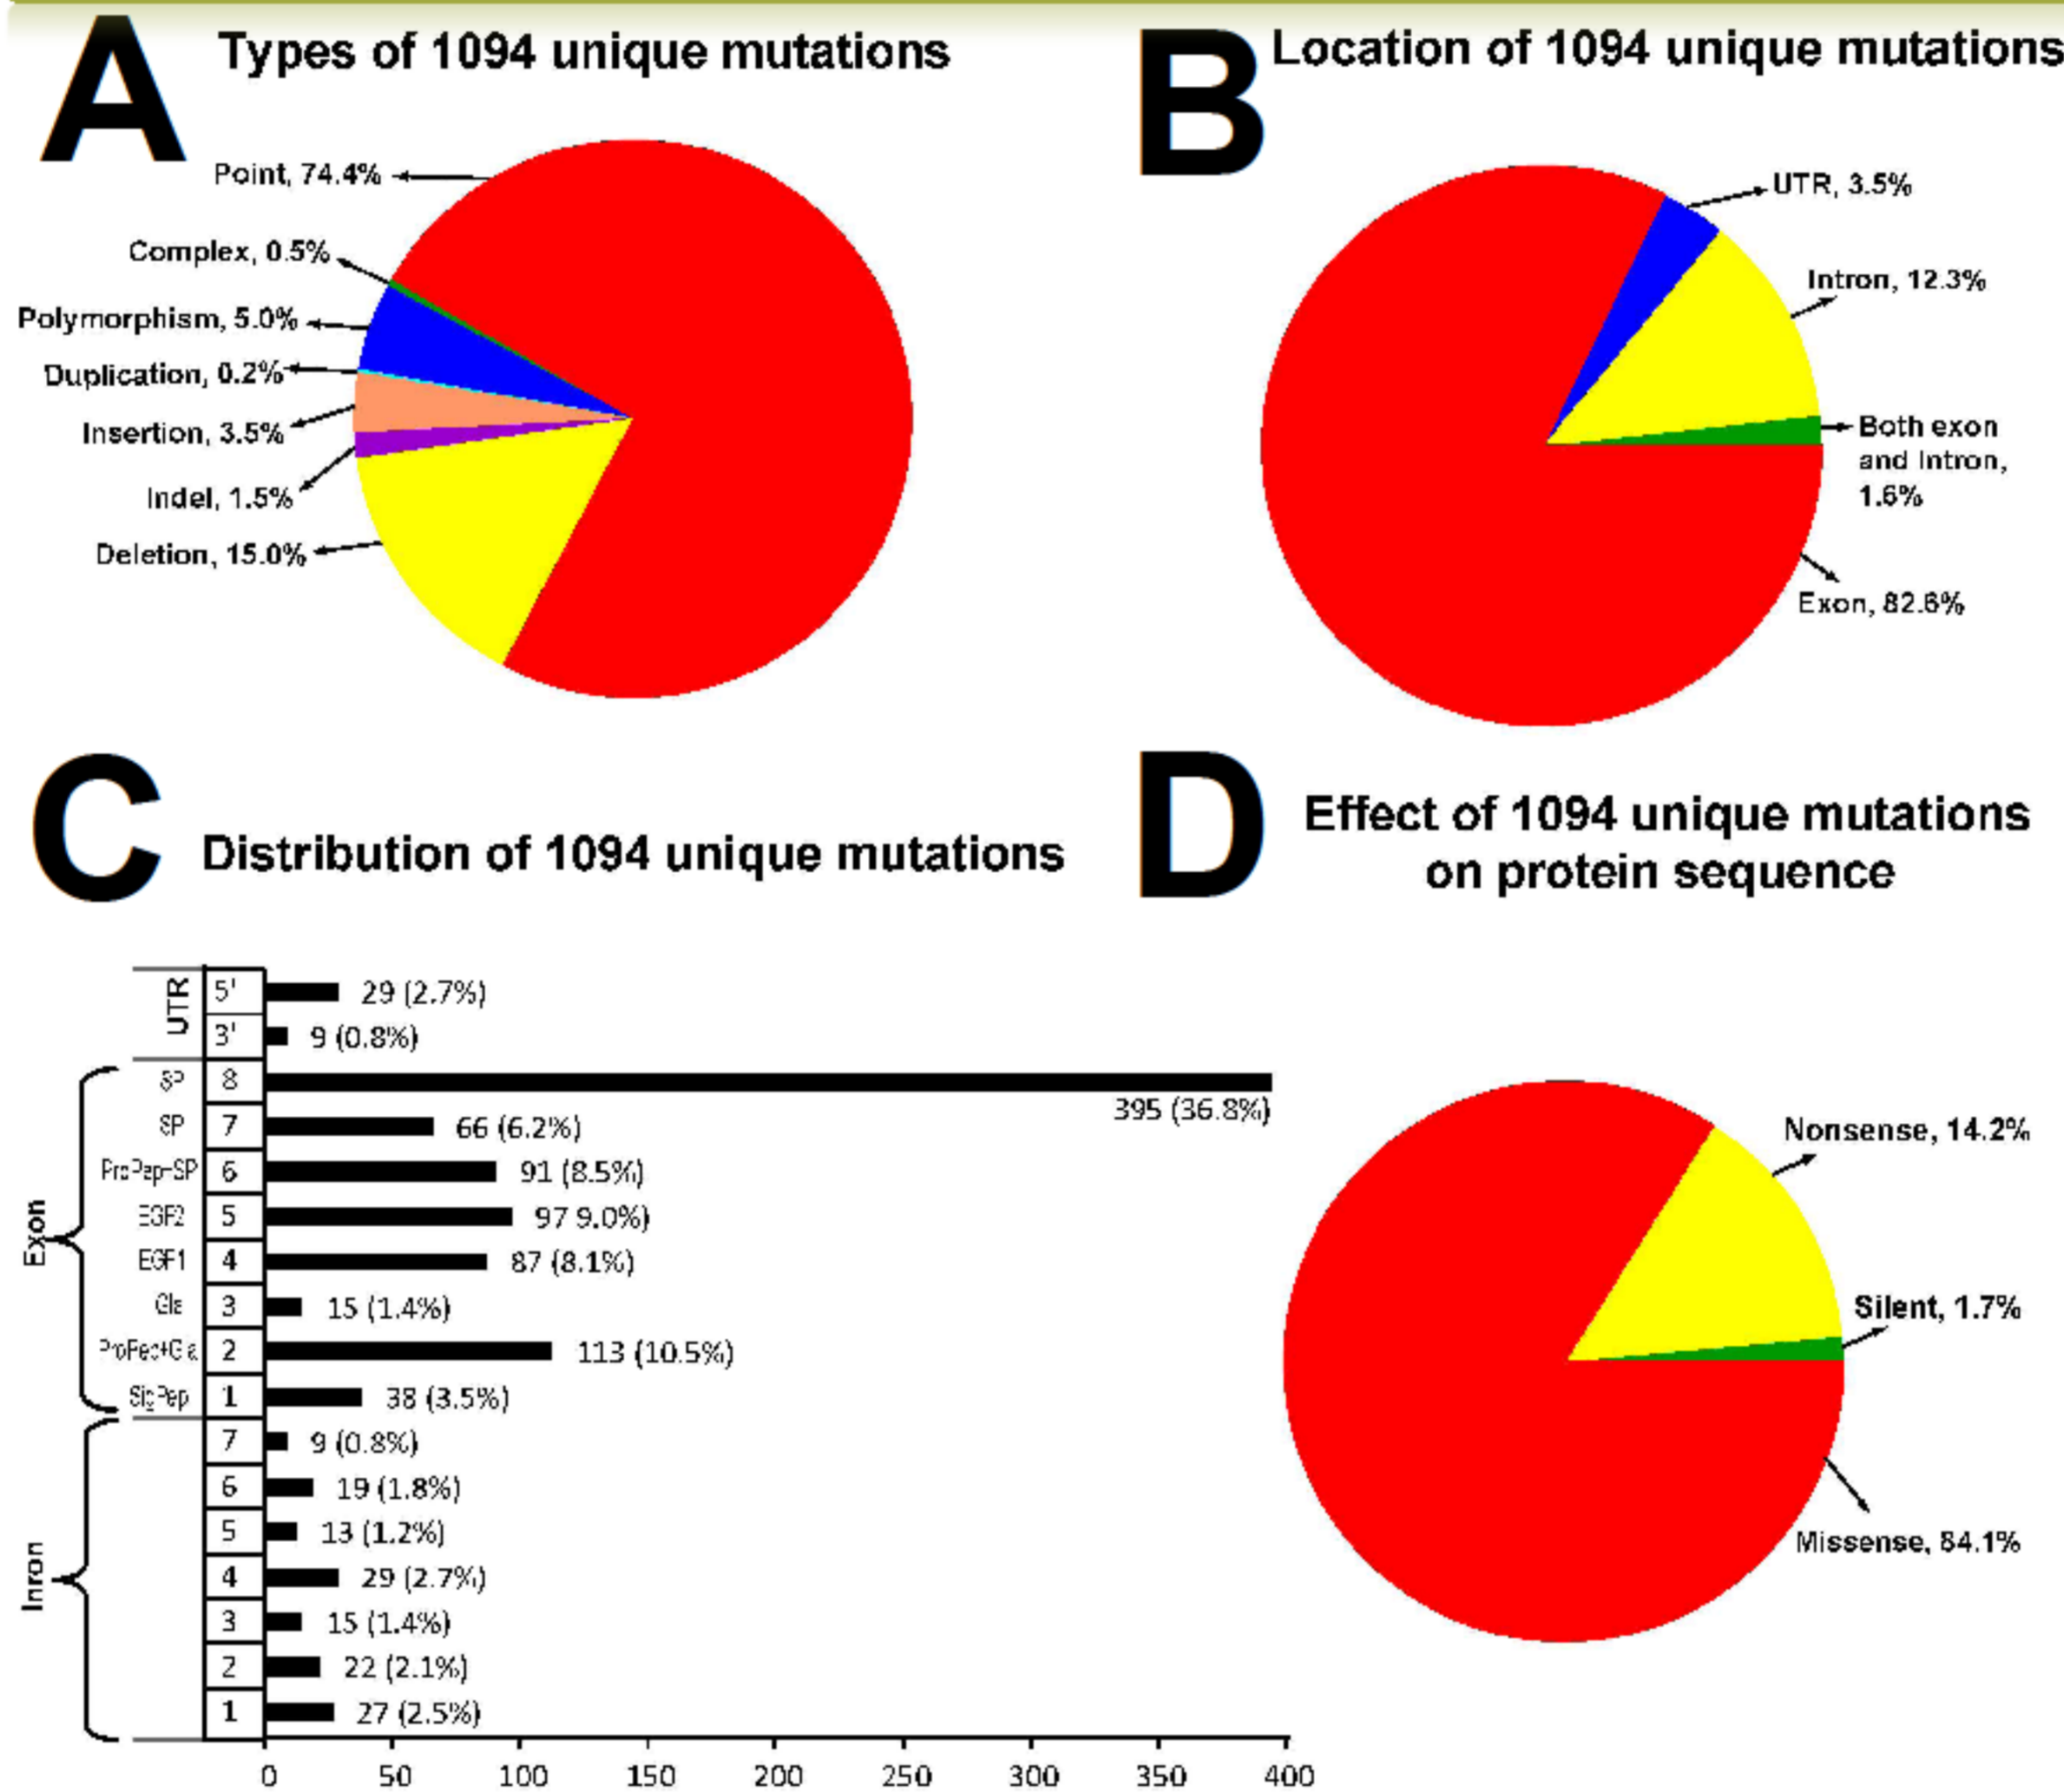 A
Types of 1094 unique mutations
Point, 74.4%
Complex, 0.5%
Polymorphism, 5.0%
Duplication, 0.2%
Insertion, 3.5%
Indel, 1.5%
Deletion, 15.0%
B
Location of 1094 unique mutations
UTR, 3.5%
Intron, 12.3%
Both exon
and Intron,
1.6%
Exon, 82.6%
C
Distribution of 1094 unique mutations
UTR
5' 29 (2.7%)
3' 9 (0.8%)
Exon
SP 8 395 (36.8%)
SP 7 66 (6.2%)
ProPep-SP 6 91 (8.5%)
EGF2 5 97 9.0%)
EGF1 4 87 (8.1%)
Gla 3 15 (1.4%)
ProPep+Gla 2 113 (10.5%)
SigPep 1 38 (3.5%)
Inron
7 9 (0.8%)
6 19 (1.8%)
5 13 (1.2%)
4 29 (2.7%)
3 15 (1.4%)
2 22 (2.1%)
1 27 (2.5%)
0 50 100 150 200 250 300 350 400
D
Effect of 1094 unique mutations
on protein sequence
Nonsense, 14.2%
Silent, 1.7%
Missense, 84.1%